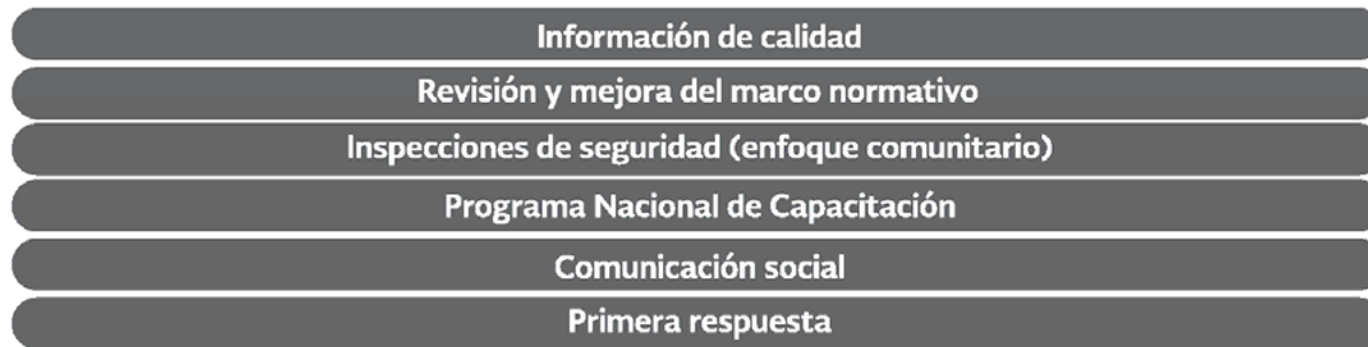 Información de calidad
Revisión y mejora del marco normativo
Inspecciones de seguridad (enfoque comunitario)
Programa Nacional de Capacitación
Comunicación social
Primera respuesta